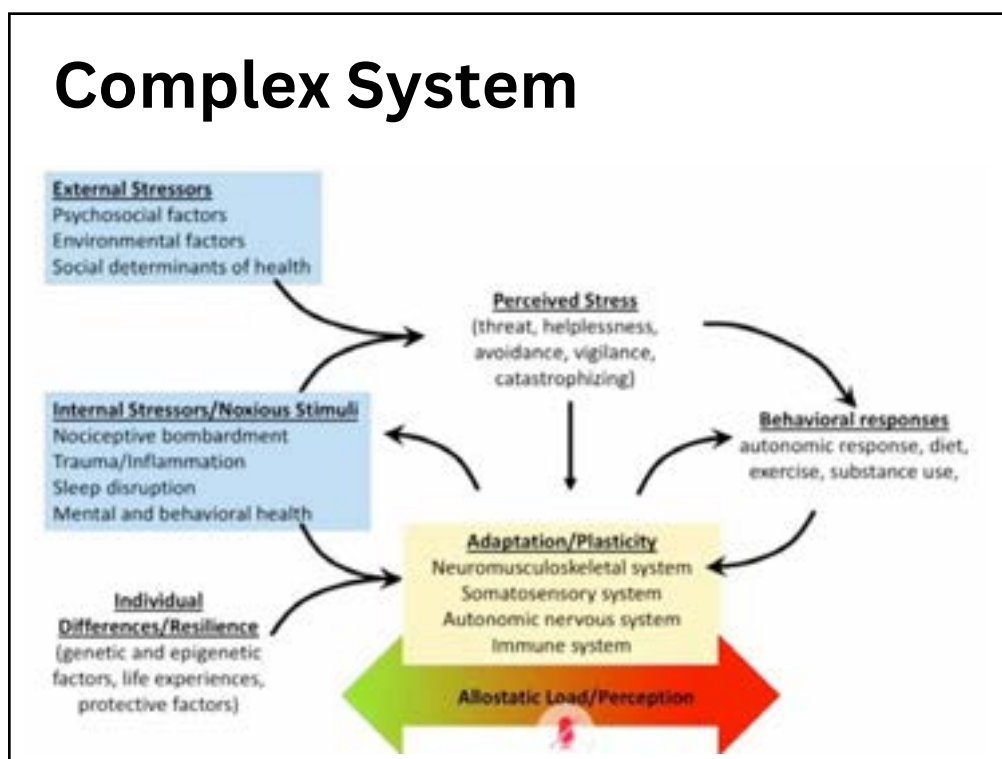 Complex System
External Stressors
Psychosocial factors
Environmental factors
Social determinants of health
Perceived Stress
(threat, helplessness,
avoidance, vigilance,
catastrophizing)
Internal Stressors/Noxious Stimuli
Nociceptive bombardment
Trauma/Inflammation
Sleep disruption
Mental and behavioral health
Behavioral responses
autonomic response, diet,
exercise, substance use,
Adaptation/Plasticity
Neuromusculoskeletal system
Somatosensory system
Autonomic nervous system
Immune system
Individual
Differences/Resilience
(genetic and epigenetic
factors, life experiences,
protective factors)
Allostatic Load/Perception